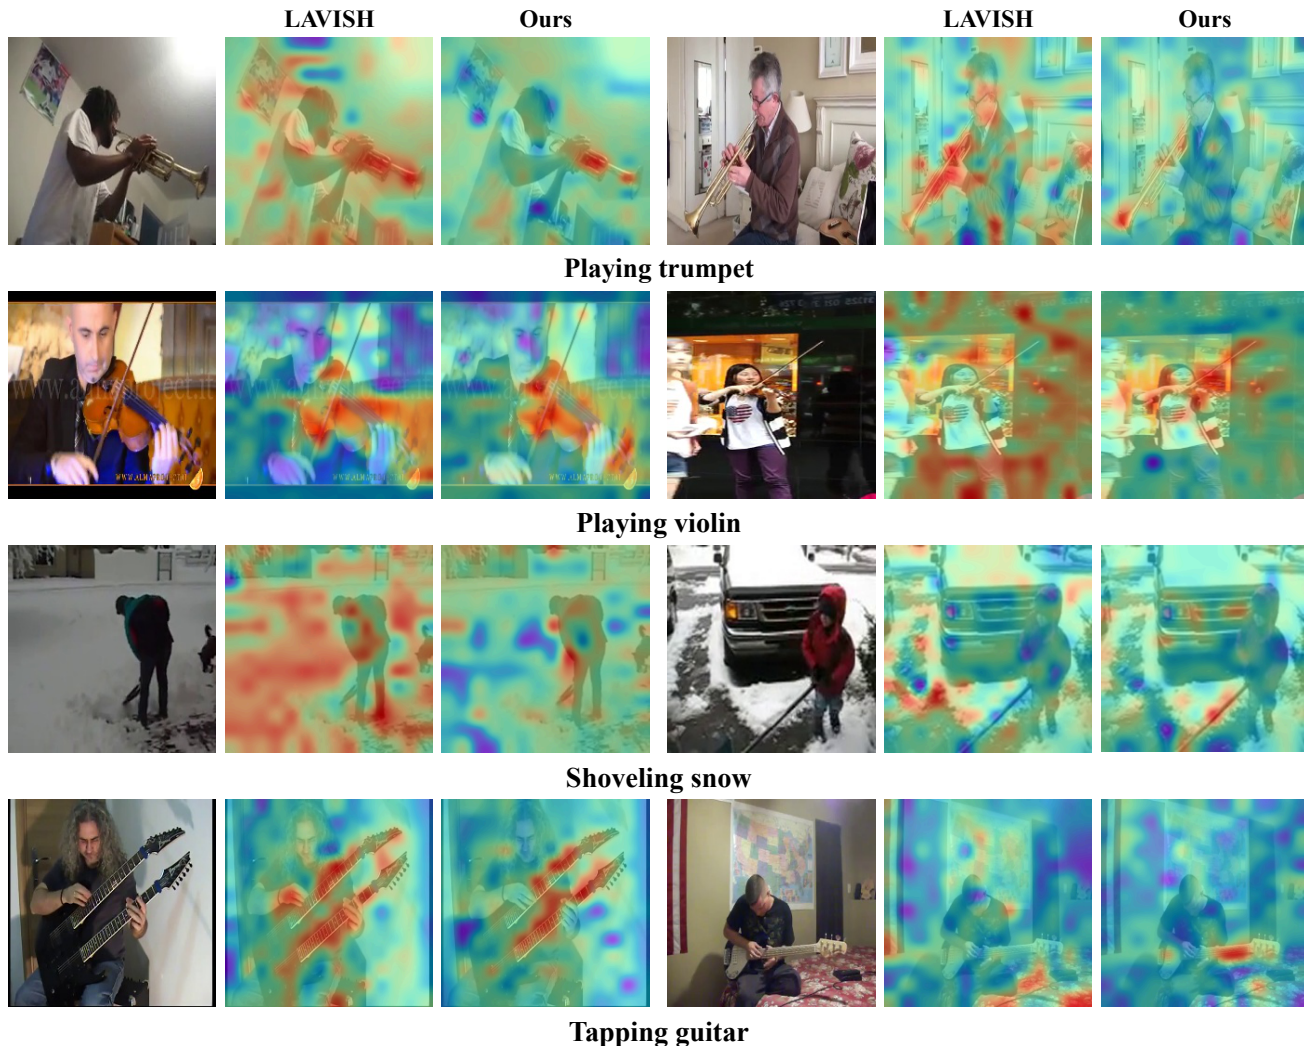 LAVISH Ours LAVISH Ours
Playing trumpet
Playing violin
Shoveling snow
Tapping guitar